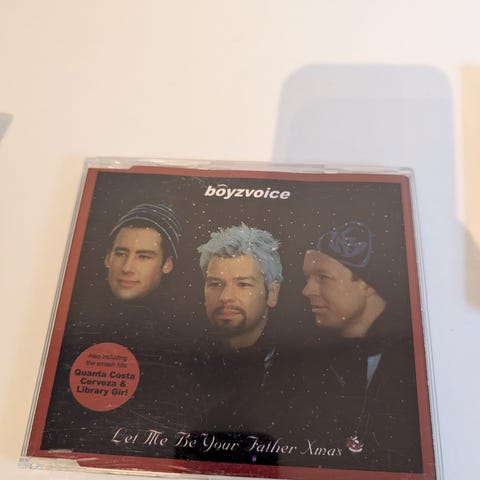 boyzvoice
Also including
the smash hits
Quanta Costa
Cerveza &
Library Girl
Let Me Be Your Father Xmas